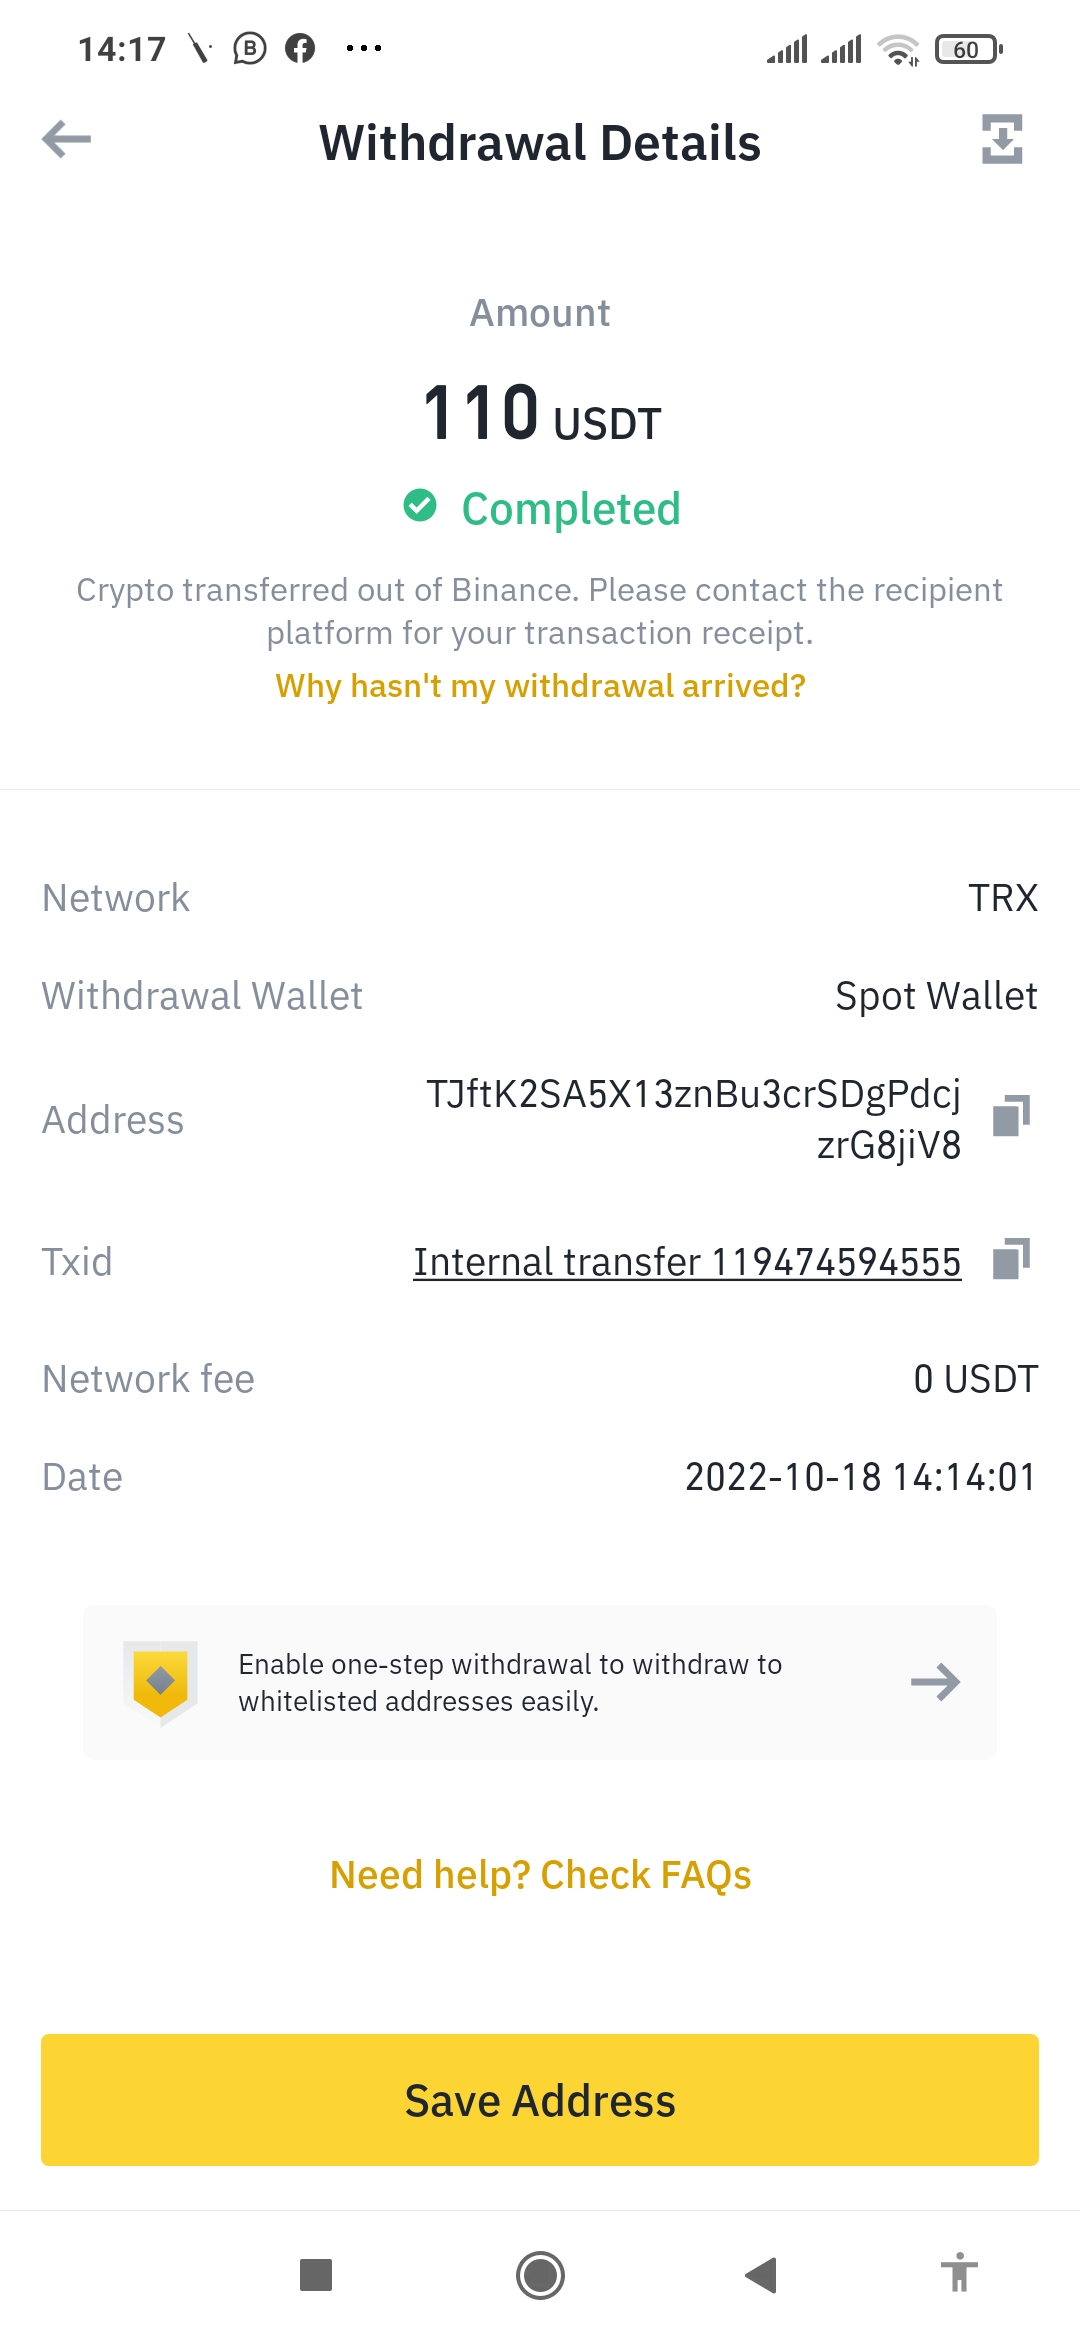 14:17
B
60
Withdrawal Details
Amount
110 USDT
Completed
Crypto transferred out of Binance. Please contact the recipient
platform for your transaction receipt.
Why hasn't my withdrawal arrived?
Network TRX
Withdrawal Wallet Spot Wallet
Address TJftK2SA5X13znBu3crSDgPdcj
zrG8jiV8
Txid Internal transfer 119474594555
Network fee 0 USDT
Date 2022-10-18 14:14:01
Enable one-step withdrawal to withdraw to
whitelisted addresses easily.
Need help? Check FAQs
Save Address